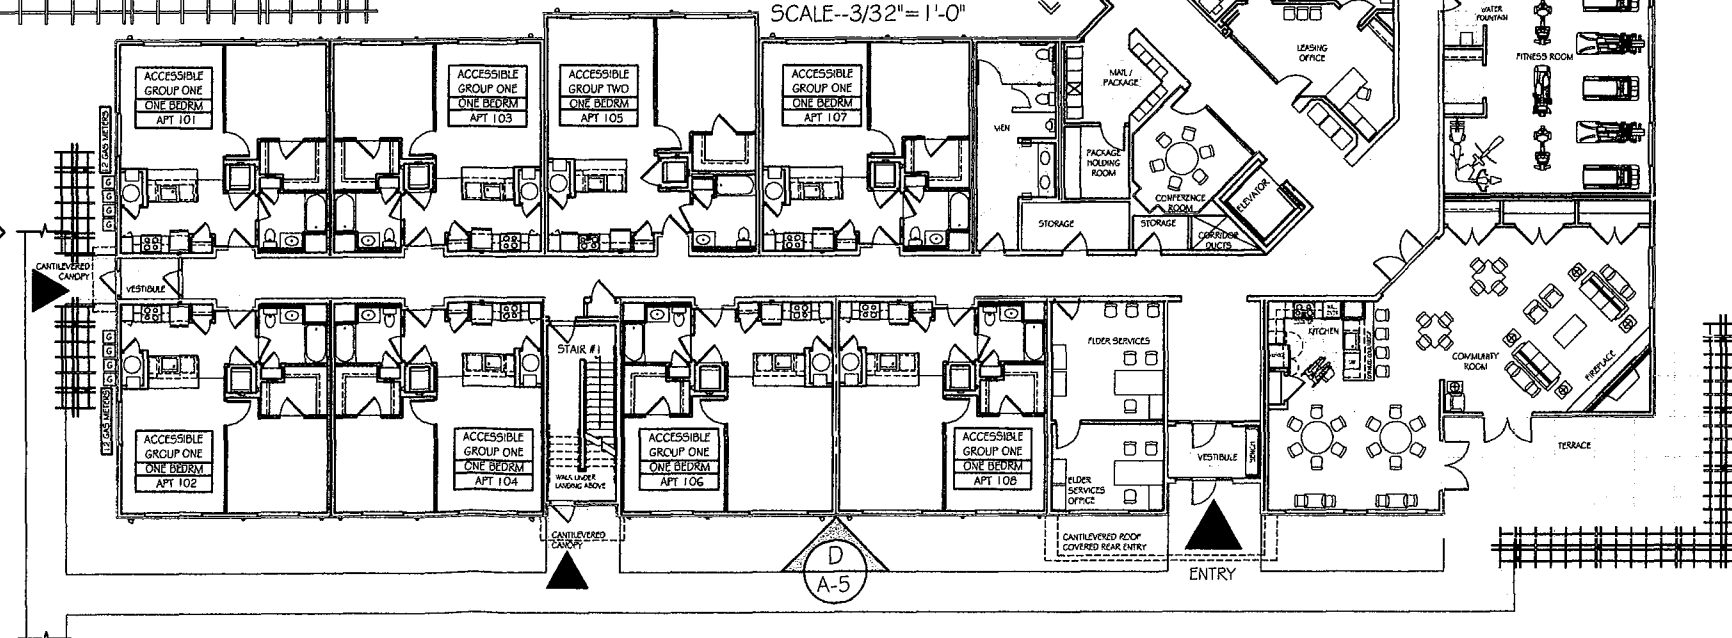 SCALE--3/32"=1'-0"
WATER
FOUNTAIN
FITNESS ROOM
LEASING
OFFICE
MAIL /
PACKAGE
MEN
PACKAGE
HOLDING
ROOM
CONFERENCE
ROOM
ELEVATOR
STORAGE
STORAGE
CORRIDOR
DUCTS
ACCESSIBLE
GROUP ONE
ONE BEDRM
APT 101
ACCESSIBLE
GROUP ONE
ONE BEDRM
APT 103
ACCESSIBLE
GROUP TWO
ONE BEDRM
APT 105
ACCESSIBLE
GROUP ONE
ONE BEDRM
APT 107
12 GAS METERS
CANTILEVERED
CANOPY
VESTIBULE
12 GAS METERS
STAIR #1
ELDER SERVICES
KITCHEN
COMMUNITY
ROOM
FIREPLACE
ACCESSIBLE
GROUP ONE
ONE BEDRM
APT 102
ACCESSIBLE
GROUP ONE
ONE BEDRM
APT 104
WALK UNDER
LANDING ABOVE
ACCESSIBLE
GROUP ONE
ONE BEDRM
APT 106
ACCESSIBLE
GROUP ONE
ONE BEDRM
APT 108
ELDER
SERVICES
OFFICE
VESTIBULE
BENCH
TERRACE
CANTILEVERED
CANOPY
CANTILEVERED ROOF
COVERED REAR ENTRY
D
A-5
ENTRY